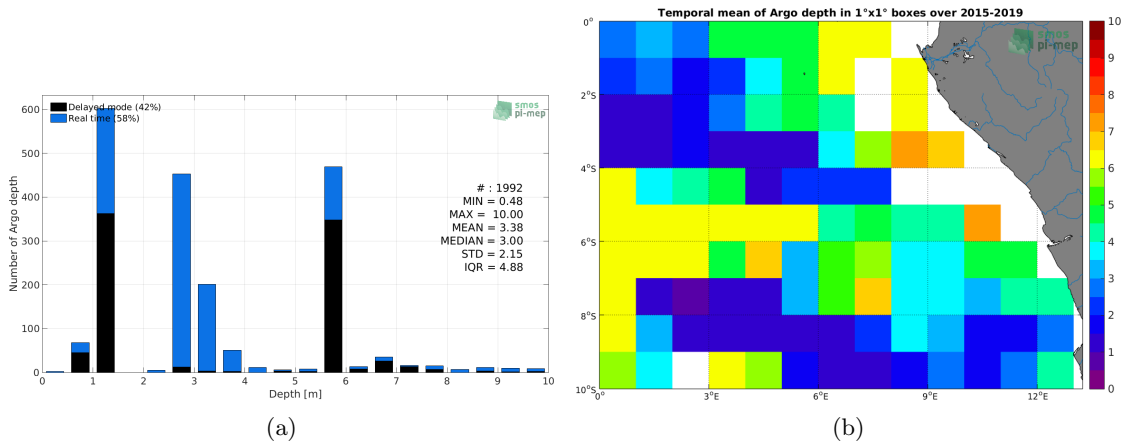 Delayed mode (42%)
Real time (58%)
smos
pi-mep
# : 1992
MIN = 0.48
MAX = 10.00
MEAN = 3.38
MEDIAN = 3.00
STD = 2.15
IQR = 4.88
Number of Argo depth
600
500
400
300
200
100
0
0 1 2 3 4 5 6 7 8 9 10
Depth [m]
(a)
Temporal mean of Argo depth in 1°x1° boxes over 2015-2019
smos
pi-mep
0°
2°S
4°S
6°S
8°S
10°S
0° 3°E 6°E 9°E 12°E
10
9
8
7
6
5
4
3
2
1
0
(b)